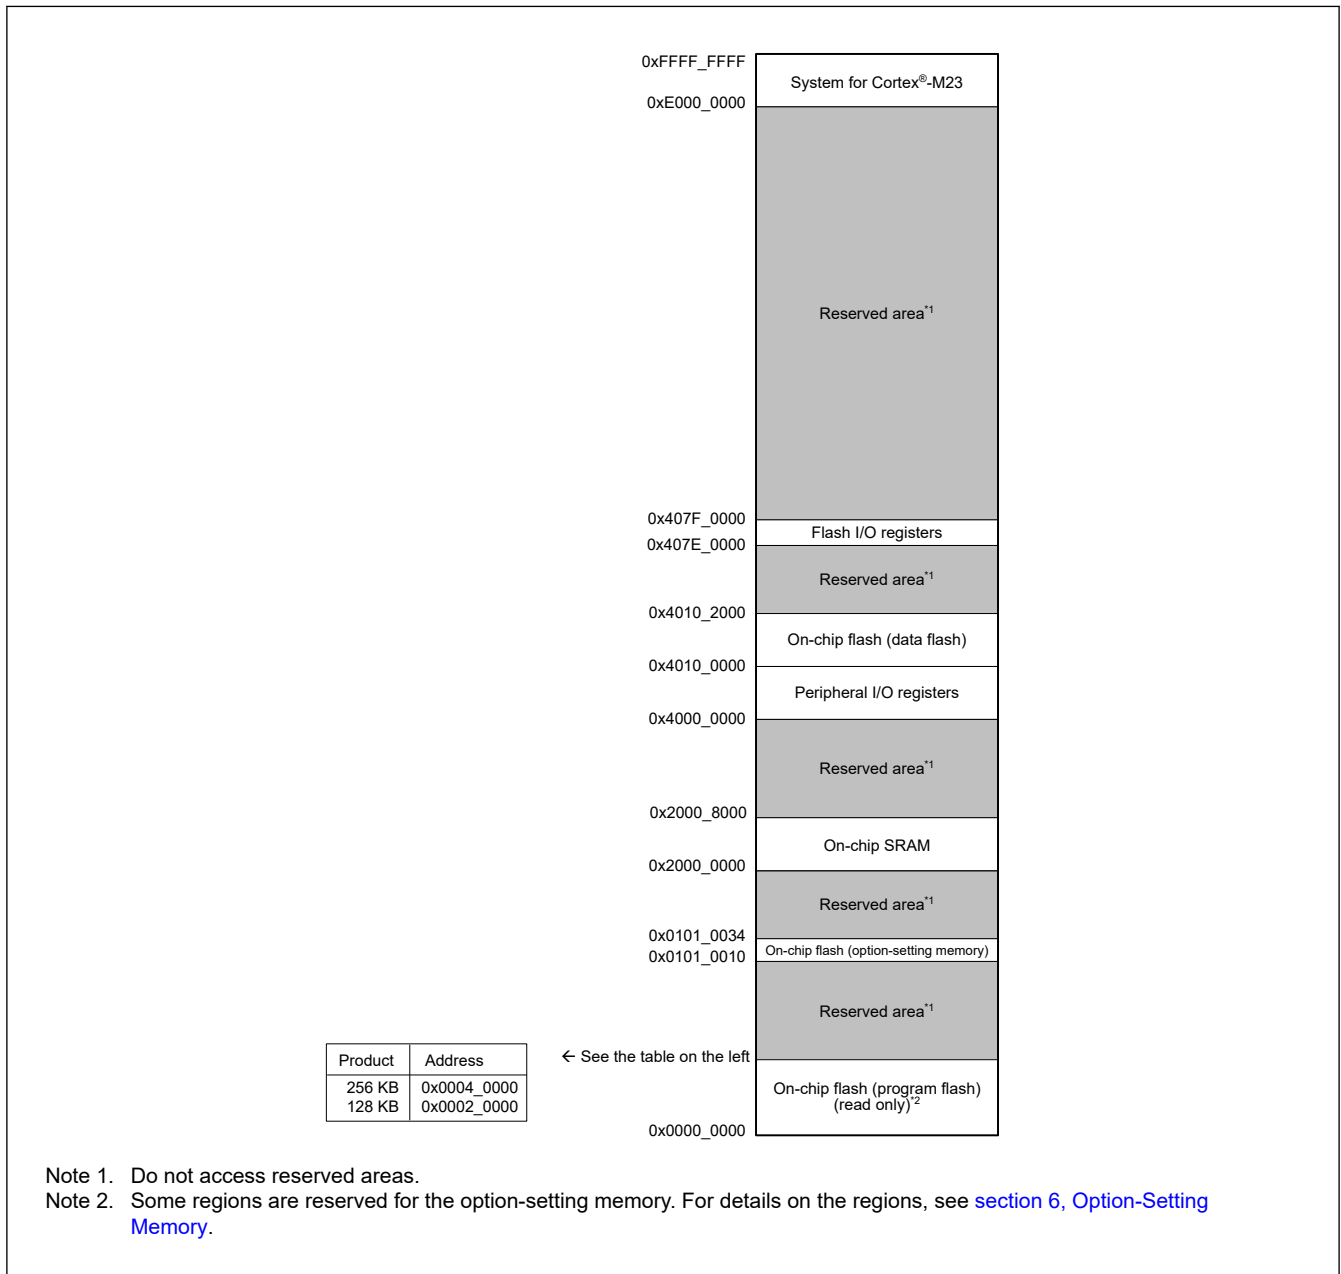 0xFFFF_FFFF
System for Cortex®-M23
0xE000_0000
Reserved area*1
0x407F_0000
Flash I/O registers
0x407E_0000
Reserved area*1
0x4010_2000
On-chip flash (data flash)
0x4010_0000
Peripheral I/O registers
0x4000_0000
Reserved area*1
0x2000_8000
On-chip SRAM
0x2000_0000
Reserved area*1
0x0101_0034
On-chip flash (option-setting memory)
0x0101_0010
Reserved area*1
← See the table on the left
Product Address
256 KB 0x0004_0000
128 KB 0x0002_0000
On-chip flash (program flash)
(read only)*2
0x0000_0000
Note 1. Do not access reserved areas.
Note 2. Some regions are reserved for the option-setting memory. For details on the regions, see section 6, Option-Setting
Memory.